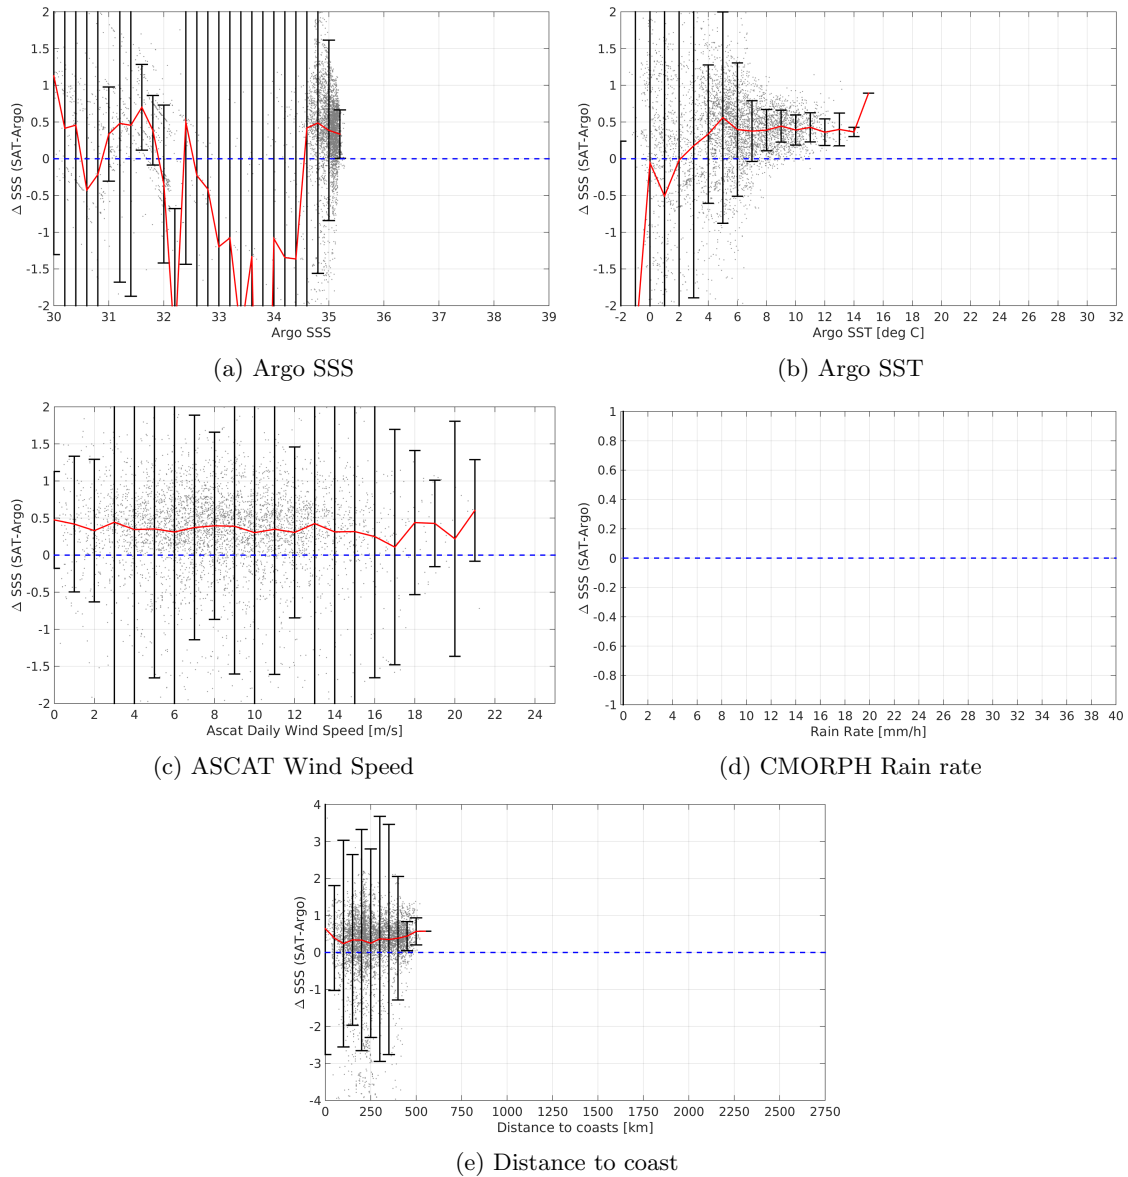 2
1.5
1
0.5
0
-0.5
-1
-1.5
-2
Δ SSS (SAT-Argo)
30 31 32 33 34 35 36 37 38 39
Argo SSS
(a) Argo SSS
2
1.5
1
0.5
0
-0.5
-1
-1.5
-2
Δ SSS (SAT-Argo)
-2 0 2 4 6 8 10 12 14 16 18 20 22 24 26 28 30 32
Argo SST [deg C]
(b) Argo SST
2
1.5
1
0.5
0
-0.5
-1
-1.5
-2
Δ SSS (SAT-Argo)
0 2 4 6 8 10 12 14 16 18 20 22 24
Ascat Daily Wind Speed [m/s]
(c) ASCAT Wind Speed
1
0.8
0.6
0.4
0.2
0
-0.2
-0.4
-0.6
-0.8
-1
Δ SSS (SAT-Argo)
0 2 4 6 8 10 12 14 16 18 20 22 24 26 28 30 32 34 36 38 40
Rain Rate [mm/h]
(d) CMORPH Rain rate
4
3
2
1
0
-1
-2
-3
-4
Δ SSS (SAT-Argo)
0 250 500 750 1000 1250 1500 1750 2000 2250 2500 2750
Distance to coasts [km]
(e) Distance to coast